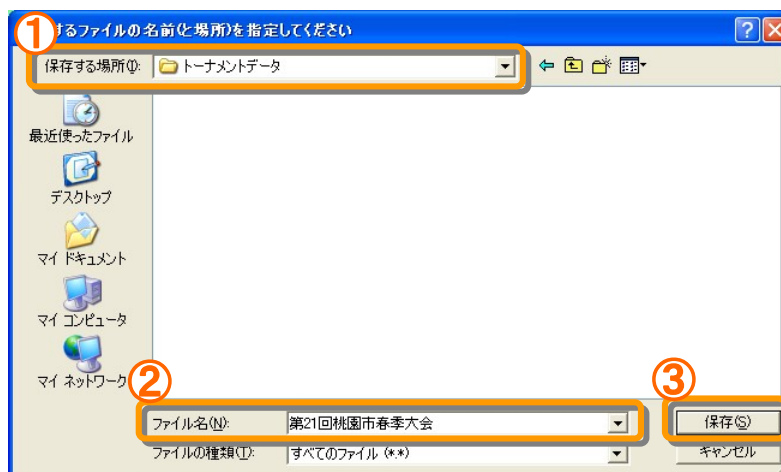 ①
するファイルの名前(と場所)を指定してください
保存する場所(I):
トーナメントデータ
最近使ったファイル
デスクトップ
マイ ドキュメント
マイ コンピュータ
マイ ネットワーク
②
③
ファイル名(N):
第21回桃園市春季大会
保存(S)
ファイルの種類(T):
すべてのファイル (*.*)
キャンセル